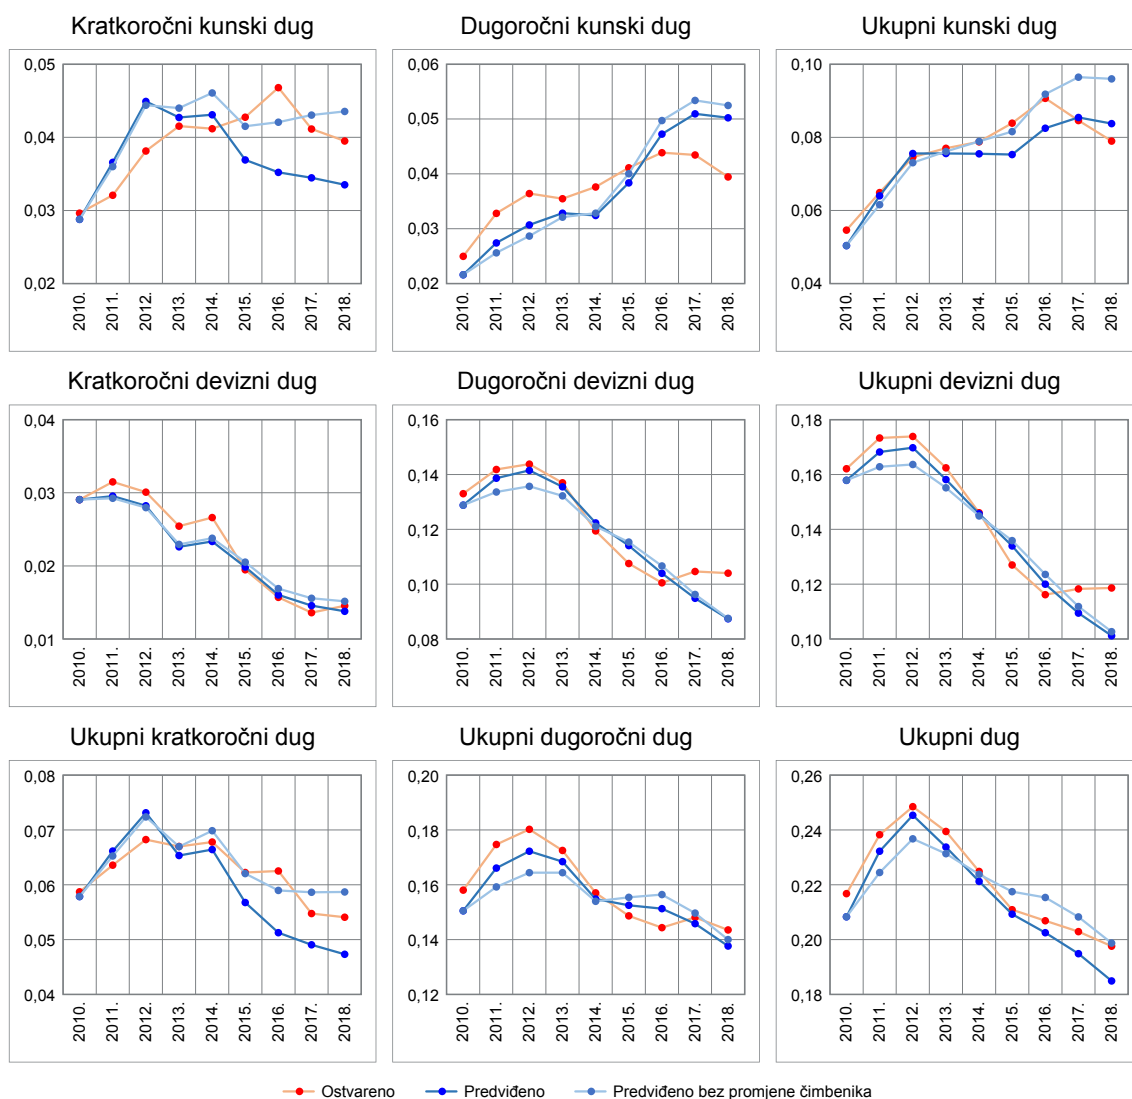 Kratkoročni kunski dug
Dugoročni kunski dug
Ukupni kunski dug
0,05
0,04
0,03
0,02
2010. 2011. 2012. 2013. 2014. 2015. 2016. 2017. 2018.
0,06
0,05
0,04
0,03
0,02
2010. 2011. 2012. 2013. 2014. 2015. 2016. 2017. 2018.
0,10
0,08
0,06
0,04
2010. 2011. 2012. 2013. 2014. 2015. 2016. 2017. 2018.
Kratkoročni devizni dug
Dugoročni devizni dug
Ukupni devizni dug
0,04
0,03
0,02
0,01
2010. 2011. 2012. 2013. 2014. 2015. 2016. 2017. 2018.
0,16
0,14
0,12
0,10
0,08
2010. 2011. 2012. 2013. 2014. 2015. 2016. 2017. 2018.
0,18
0,16
0,14
0,12
0,10
2010. 2011. 2012. 2013. 2014. 2015. 2016. 2017. 2018.
Ukupni kratkoročni dug
Ukupni dugoročni dug
Ukupni dug
0,08
0,07
0,06
0,05
0,04
2010. 2011. 2012. 2013. 2014. 2015. 2016. 2017. 2018.
0,20
0,18
0,16
0,14
0,12
2010. 2011. 2012. 2013. 2014. 2015. 2016. 2017. 2018.
0,26
0,24
0,22
0,20
0,18
2010. 2011. 2012. 2013. 2014. 2015. 2016. 2017. 2018.
Ostvareno Predviđeno Predviđeno bez promjene čimbenika